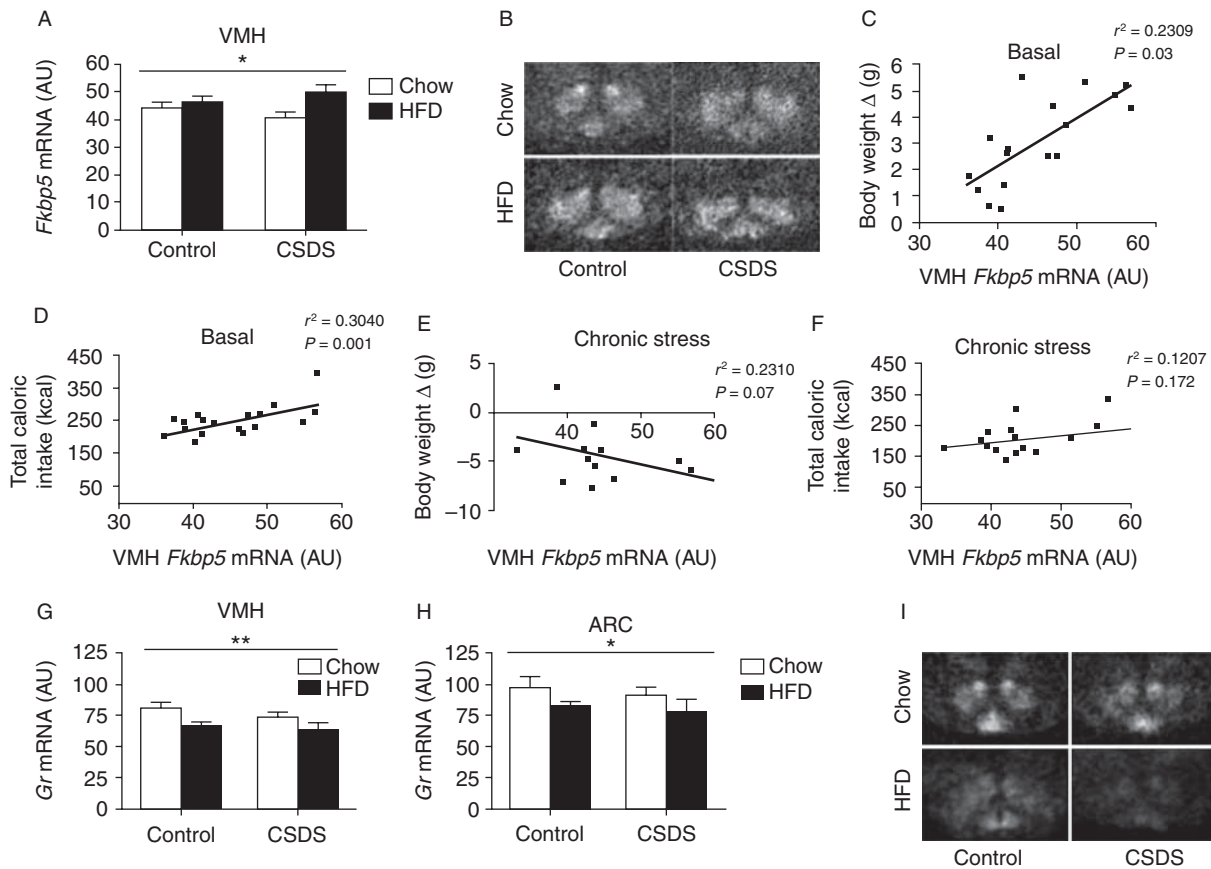 A
VMH
*
Fkbp5 mRNA (AU)
60
50
40
30
20
10
0
Chow
HFD
Control
CSDS
B
Chow
HFD
Control
CSDS
C
r² = 0.2309
P = 0.03
Basal
Body weight Δ (g)
6
5
4
3
2
1
0
30
40
50
60
VMH Fkbp5 mRNA (AU)
D
r² = 0.3040
P = 0.001
Basal
Total caloric
intake (kcal)
450
350
250
150
50
30
40
50
60
VMH Fkbp5 mRNA (AU)
E
Chronic stress
r² = 0.2310
P = 0.07
Body weight Δ (g)
5
0
–5
–10
40
50
60
VMH Fkbp5 mRNA (AU)
F
Chronic stress
r² = 0.1207
P = 0.172
Total caloric
intake (kcal)
450
350
250
150
50
30
40
50
60
VMH Fkbp5 mRNA (AU)
G
VMH
**
Gr mRNA (AU)
125
100
75
50
25
0
Chow
HFD
Control
CSDS
H
ARC
*
Gr mRNA (AU)
125
100
75
50
25
0
Chow
HFD
Control
CSDS
I
Chow
HFD
Control
CSDS